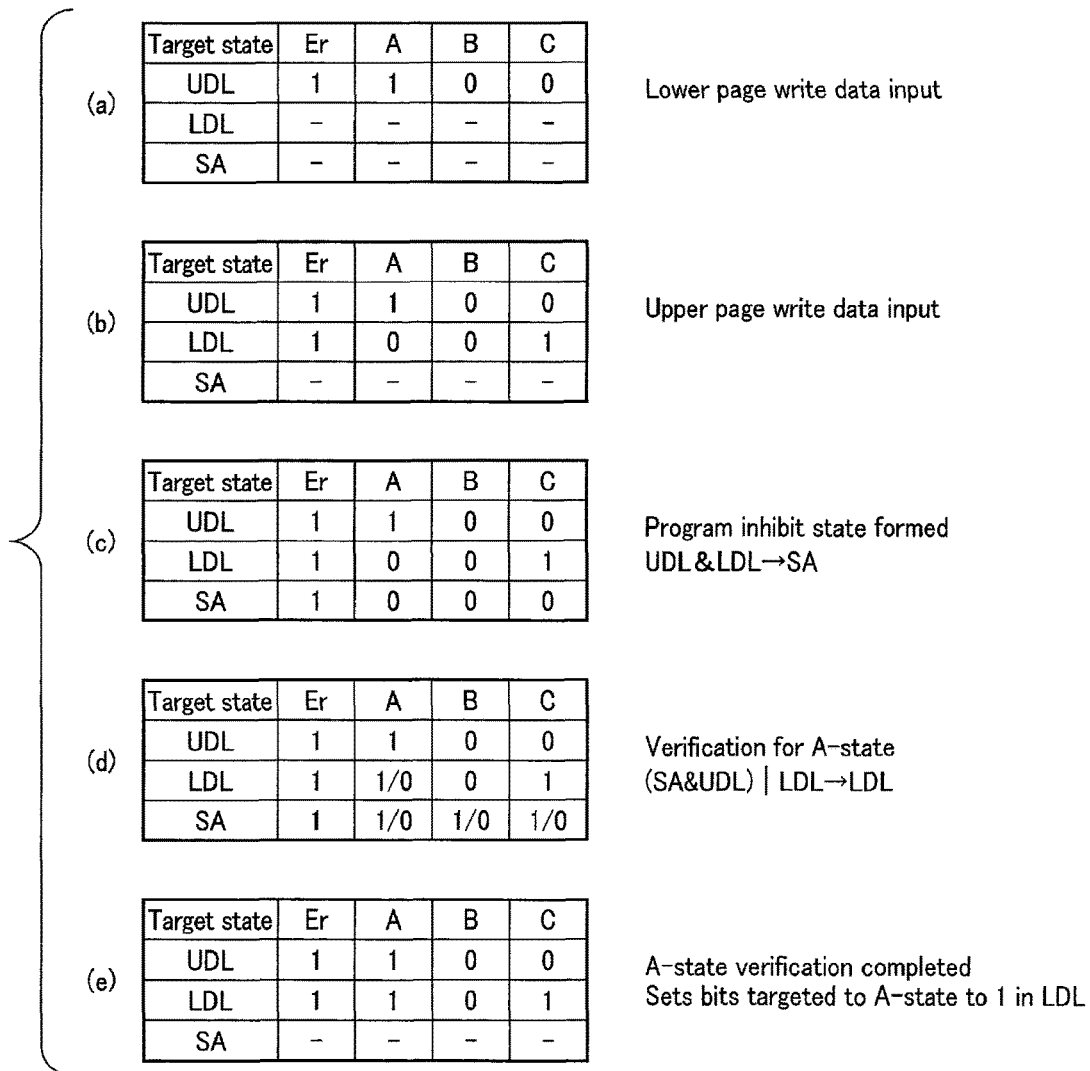 (a)
Target state Er A B C
UDL 1 1 0 0
LDL - - - -
SA - - - -
Lower page write data input
(b)
Target state Er A B C
UDL 1 1 0 0
LDL 1 0 0 1
SA - - - -
Upper page write data input
(c)
Target state Er A B C
UDL 1 1 0 0
LDL 1 0 0 1
SA 1 0 0 0
Program inhibit state formed
UDL&LDL→SA
(d)
Target state Er A B C
UDL 1 1 0 0
LDL 1 1/0 0 1
SA 1 1/0 1/0 1/0
Verification for A-state
(SA&UDL) | LDL→LDL
(e)
Target state Er A B C
UDL 1 1 0 0
LDL 1 1 0 1
SA - - - -
A-state verification completed
Sets bits targeted to A-state to 1 in LDL